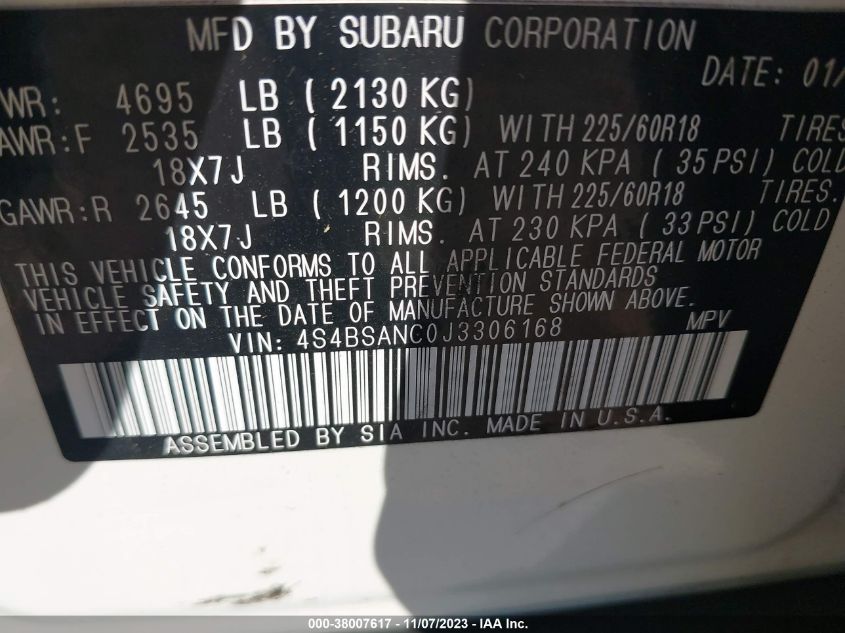 MFD BY SUBARU CORPORATION
DATE: 01/
WR: 4695 LB ( 2130 KG)
AWR:F 2535 LB ( 1150 KG) WITH 225/60R18 TIRES
18X7J RIMS. AT 240 KPA ( 35 PSI) COLD
GAWR:R 2645 LB ( 1200 KG) WITH 225/60R18 TIRES.
18X7J RIMS. AT 230 KPA ( 33 PSI) COLD
THIS VEHICLE CONFORMS TO ALL APPLICABLE FEDERAL MOTOR
VEHICLE SAFETY AND THEFT PREVENTION STANDARDS
IN EFFECT ON THE DATE OF MANUFACTURE SHOWN ABOVE.
VIN: 4S4BSANC0J3306168 MPV
ASSEMBLED BY SIA INC. MADE IN U.S.A.
000-38007617 - 11/07/2023 - IAA Inc.